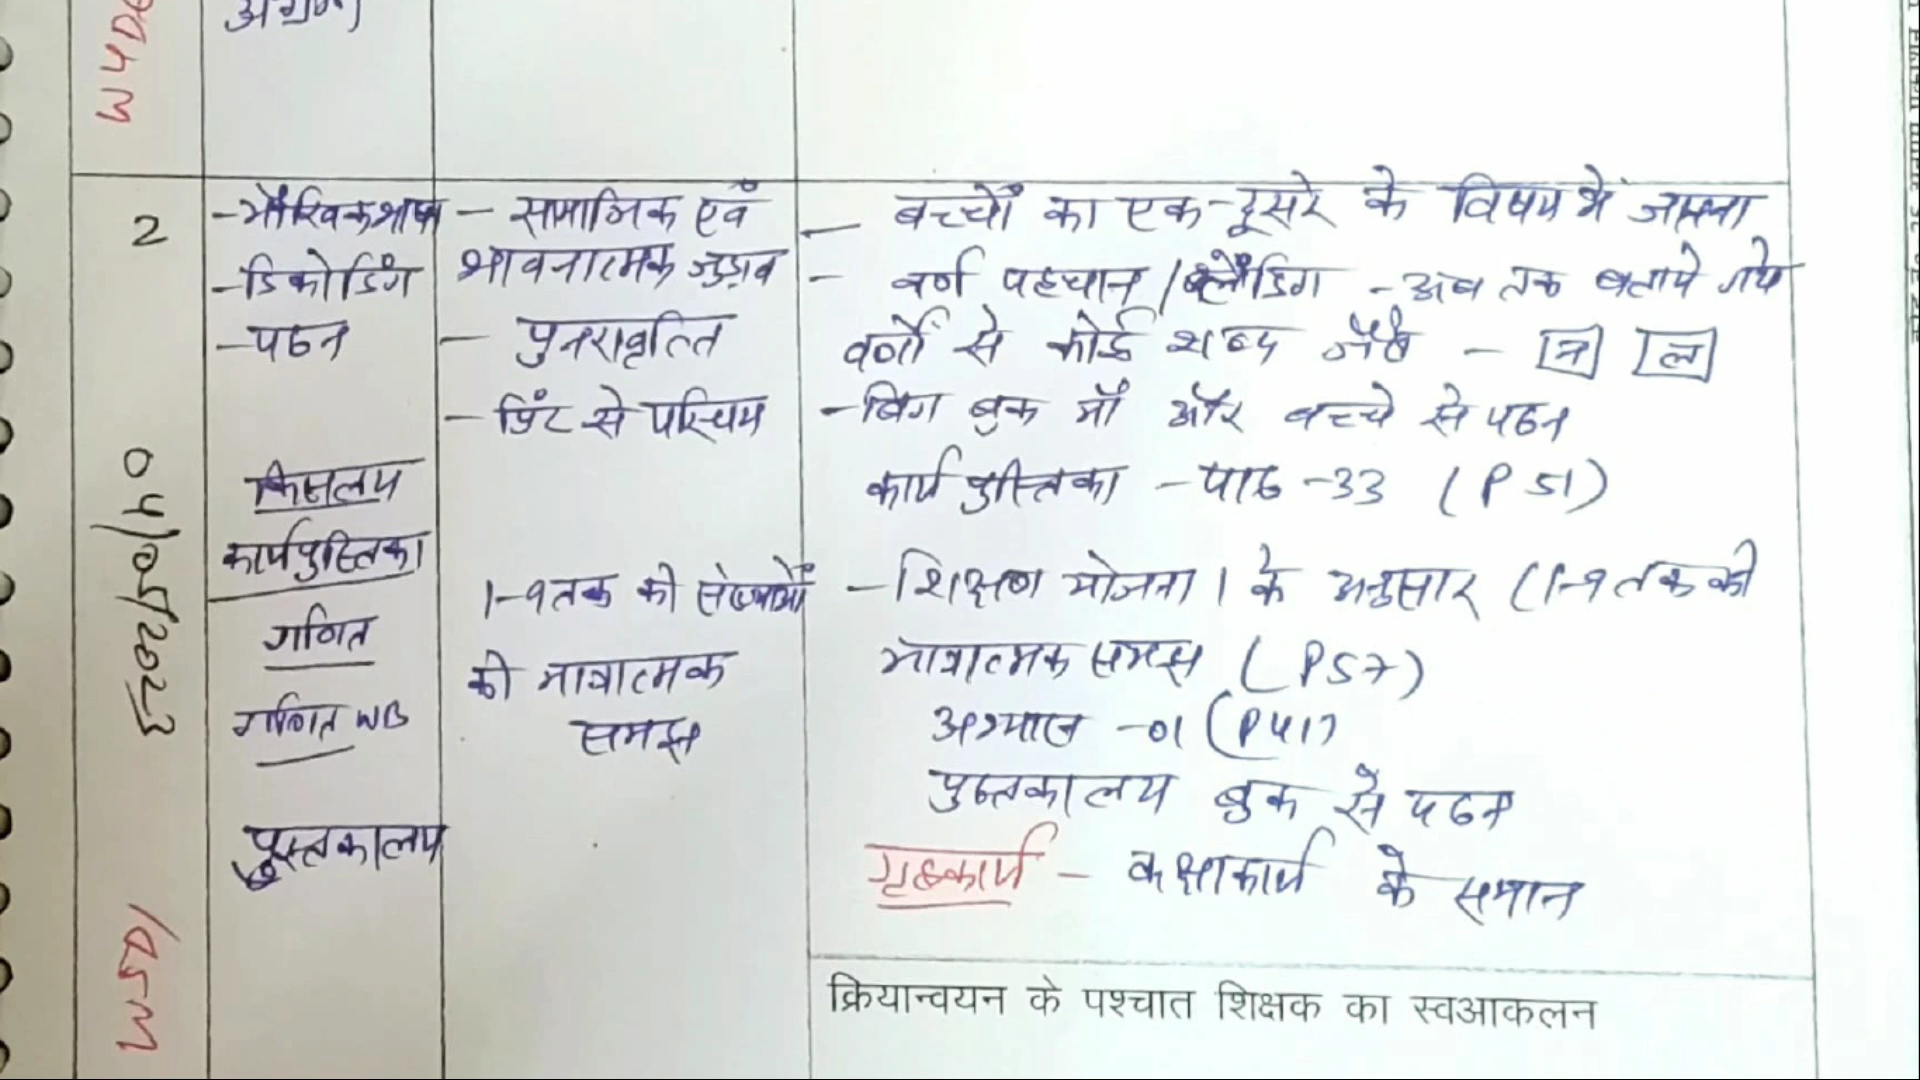 2
04/05/2023
- मौखिक भाषा
- डिकोडिंग
- पठन
किसलय
कार्यपुस्तिका
गणित
गणित WB
पुस्तकालय
- सामाजिक एवं
भावनात्मक जुड़ाव
- पुनरावृत्ति
- प्रिंट से परिचय
1-9 तक की संख्याओं
की मात्रात्मक
समझ
- बच्चों का एक-दूसरे के विषय में जानना
- वर्ण पहचान / ब्लैंडिंग - अब तक बताये गये
वर्णों से कोई शब्द जैसे - न ल
- बिग बुक माँ और बच्चे से पठन
कार्य पुस्तिका - पाठ - 33 (P 51)
- शिक्षण योजना 1 के अनुसार (1-9 तक की
मात्रात्मक समझ (P57)
अभ्यास - 01 (P41)
पुस्तकालय बुक से पठन
गृहकार्य - कक्षाकार्य के समान
क्रियान्वयन के पश्चात शिक्षक का स्वआकलन